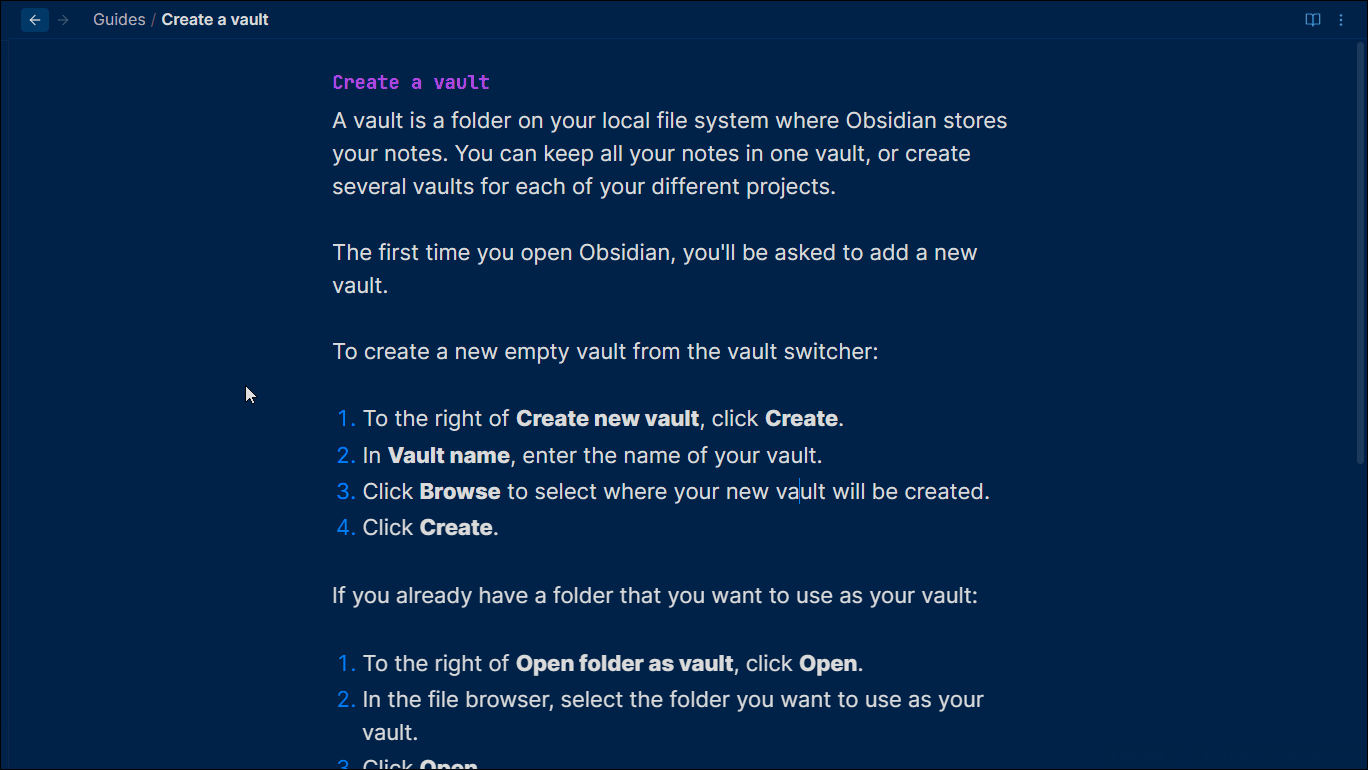 Guides / Create a vault
Create a vault
A vault is a folder on your local file system where Obsidian stores
your notes. You can keep all your notes in one vault, or create
several vaults for each of your different projects.
The first time you open Obsidian, you'll be asked to add a new
vault.
To create a new empty vault from the vault switcher:
1. To the right of Create new vault, click Create.
2. In Vault name, enter the name of your vault.
3. Click Browse to select where your new vault will be created.
4. Click Create.
If you already have a folder that you want to use as your vault:
1. To the right of Open folder as vault, click Open.
2. In the file browser, select the folder you want to use as your
vault.
3. Click Open.